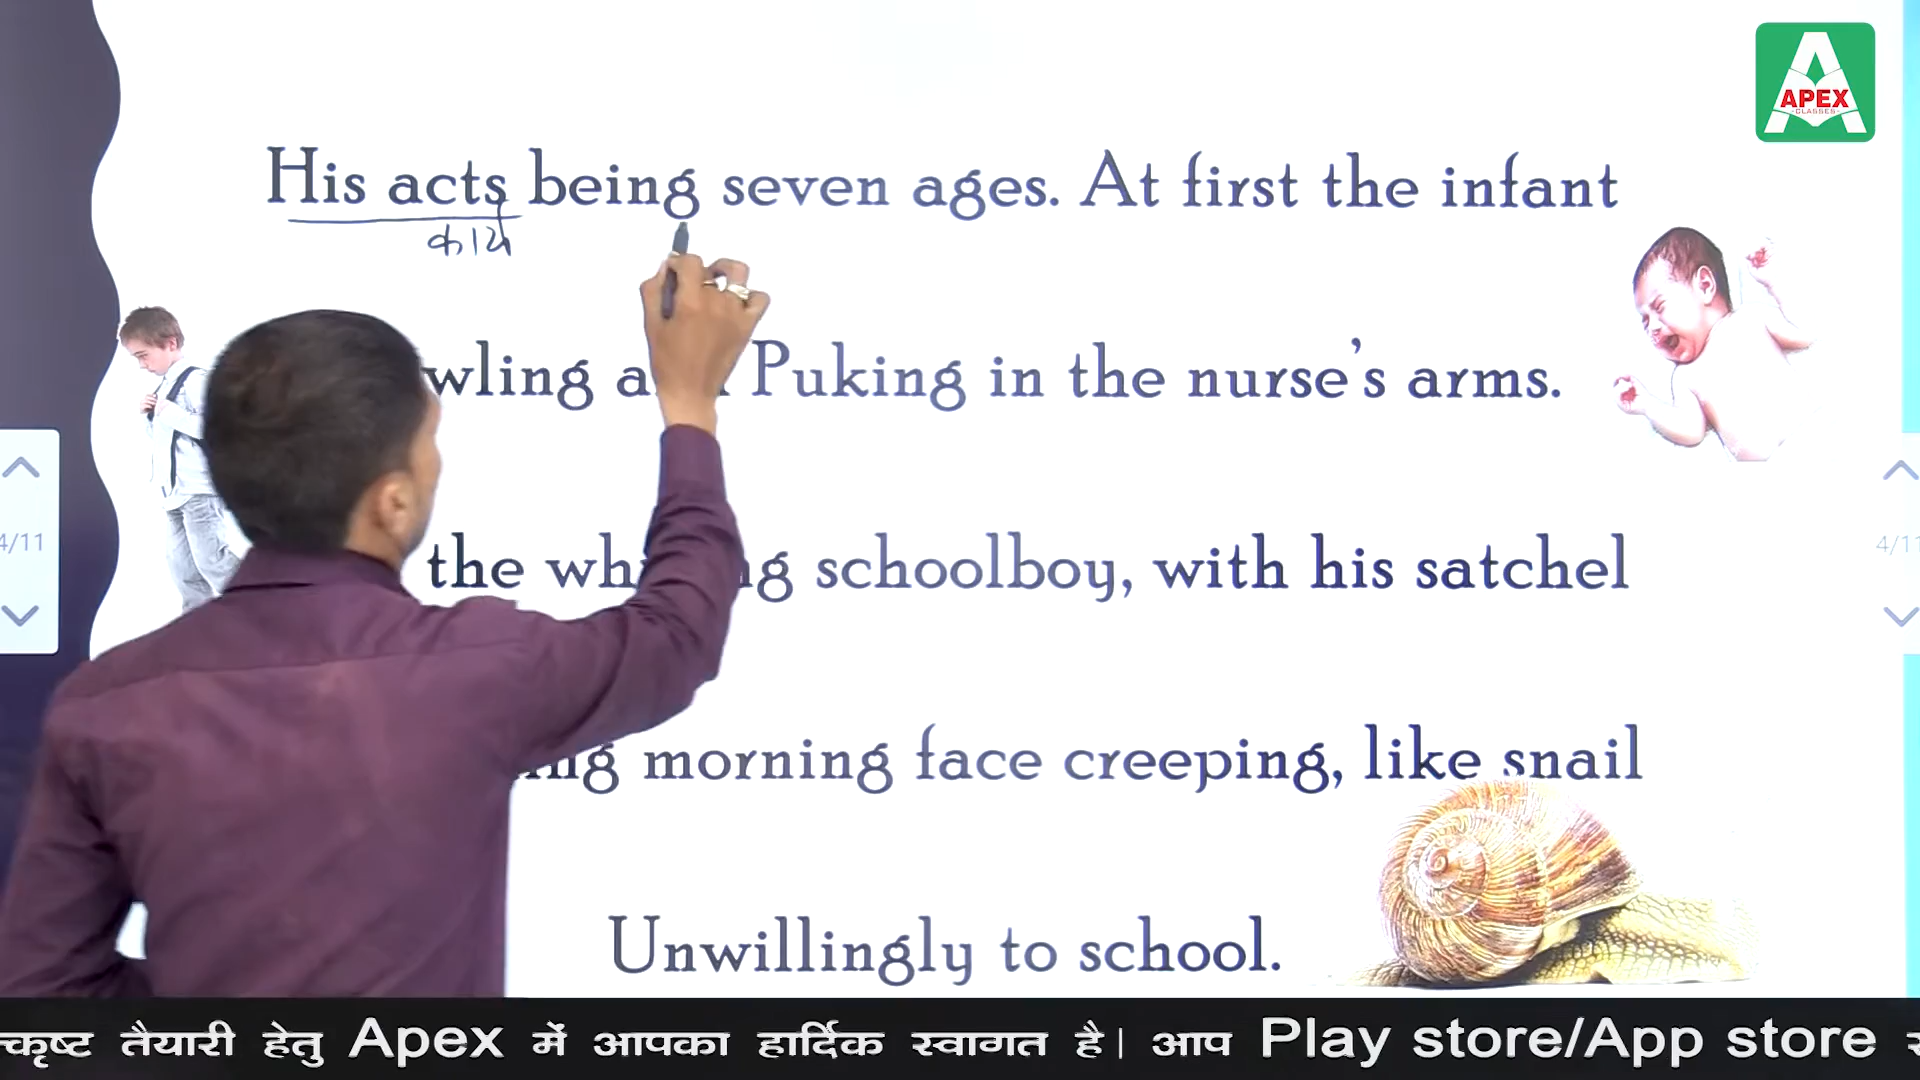 APEX
CLASSES
His acts being seven ages. At first the infant
कार्य
Puking in the nurse's arms.
the schoolboy, with his satchel
morning face creeping, like snail
Unwillingly to school.
4/11
4/11
तैयारी हेतु Apex में आपका हार्दिक स्वागत है। आप Play store/App store